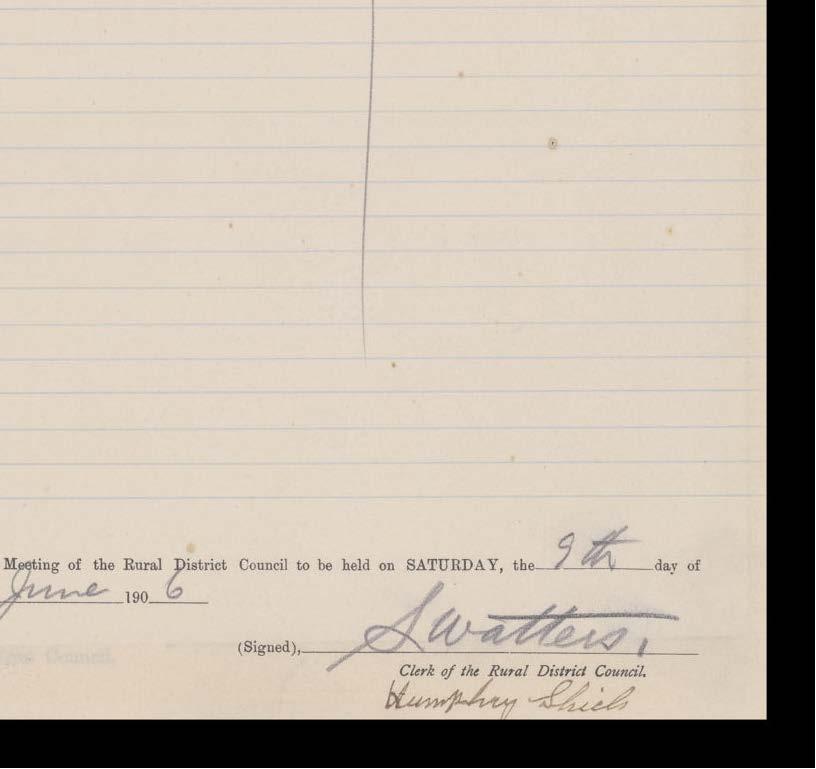 Meeting of the Rural District Council to be held on SATURDAY, the 9th day of
June 1906
(Signed), S Watters.
Clerk of the Rural District Council.
Humphry Shiels